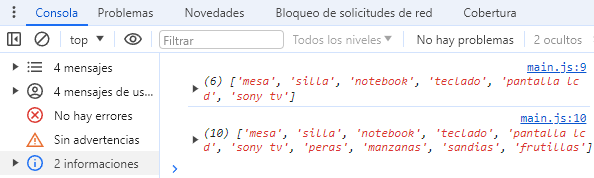 Consola Problemas Novedades Bloqueo de solicitudes de red Cobertura
top Filtrar Todos los niveles No hay problemas 2 ocultos
4 mensajes
4 mensajes de us...
No hay errores
Sin advertencias
2 informaciones
main.js:9
(6) ['mesa', 'silla', 'notebook', 'teclado', 'pantalla lc
d', 'sony tv']
main.js:10
(10) ['mesa', 'silla', 'notebook', 'teclado', 'pantalla lc
d', 'sony tv', 'peras', 'manzanas', 'sandias', 'frutillas']